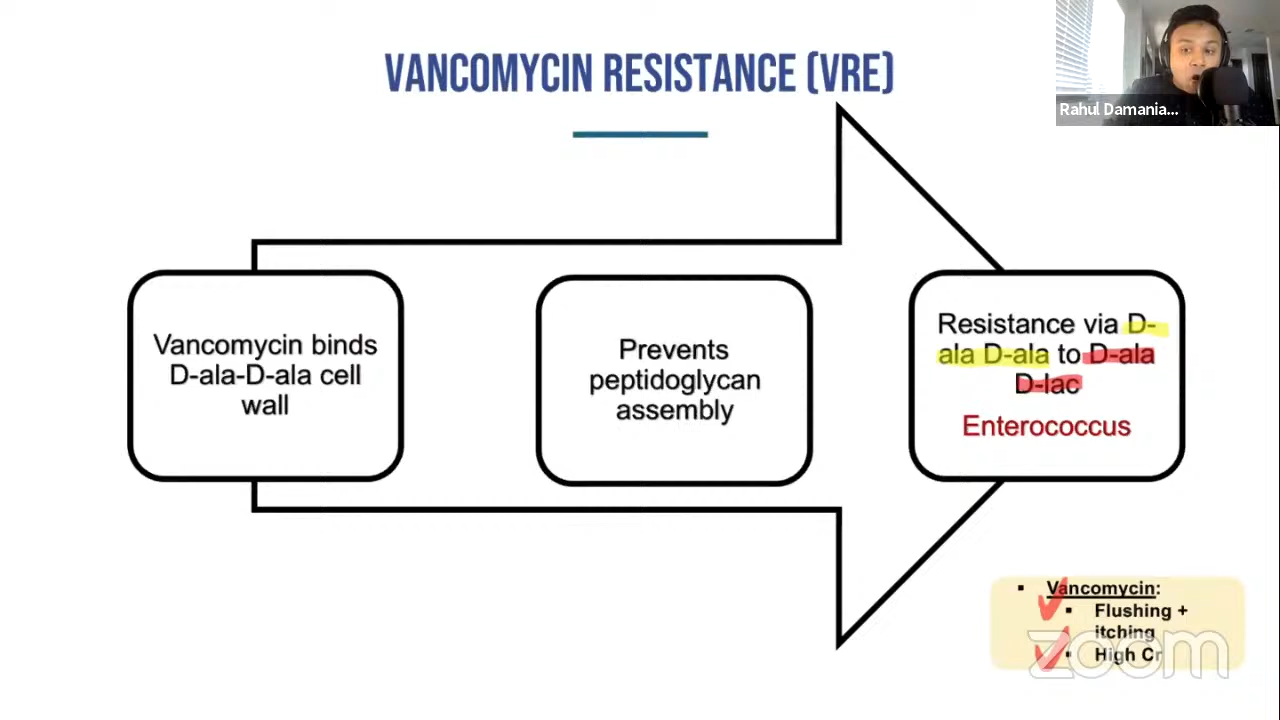 VANCOMYCIN RESISTANCE (VRE)
Rahul Damania...
Vancomycin binds
D-ala-D-ala cell
wall
Prevents
peptidoglycan
assembly
Resistance via D-
ala D-ala to D-ala
D-lac
Enterococcus
▪ Vancomycin:
▪ Flushing +
itching
▪ High Cr
zoom